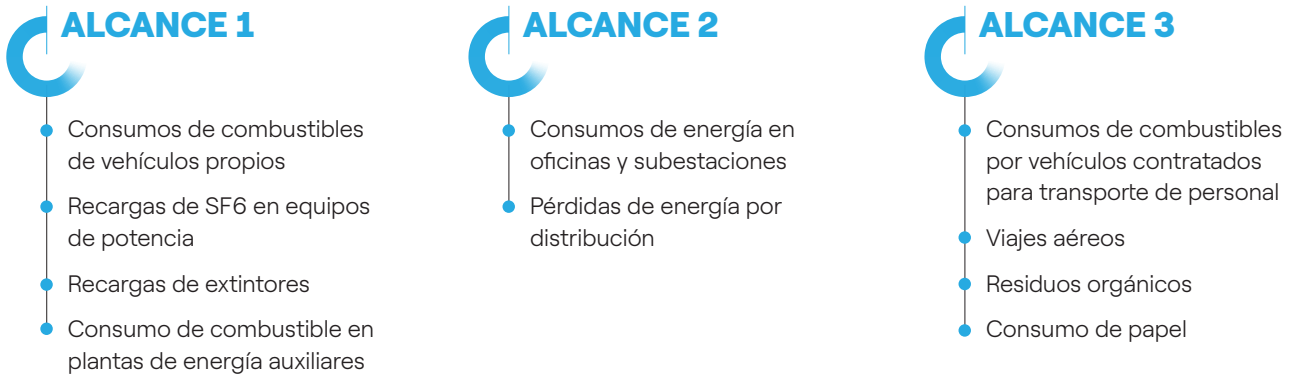 ALCANCE 1
Consumos de combustibles
de vehículos propios
Recargas de SF6 en equipos
de potencia
Recargas de extintores
Consumo de combustible en
plantas de energía auxiliares
ALCANCE 2
Consumos de energía en
oficinas y subestaciones
Pérdidas de energía por
distribución
ALCANCE 3
Consumos de combustibles
por vehículos contratados
para transporte de personal
Viajes aéreos
Residuos orgánicos
Consumo de papel